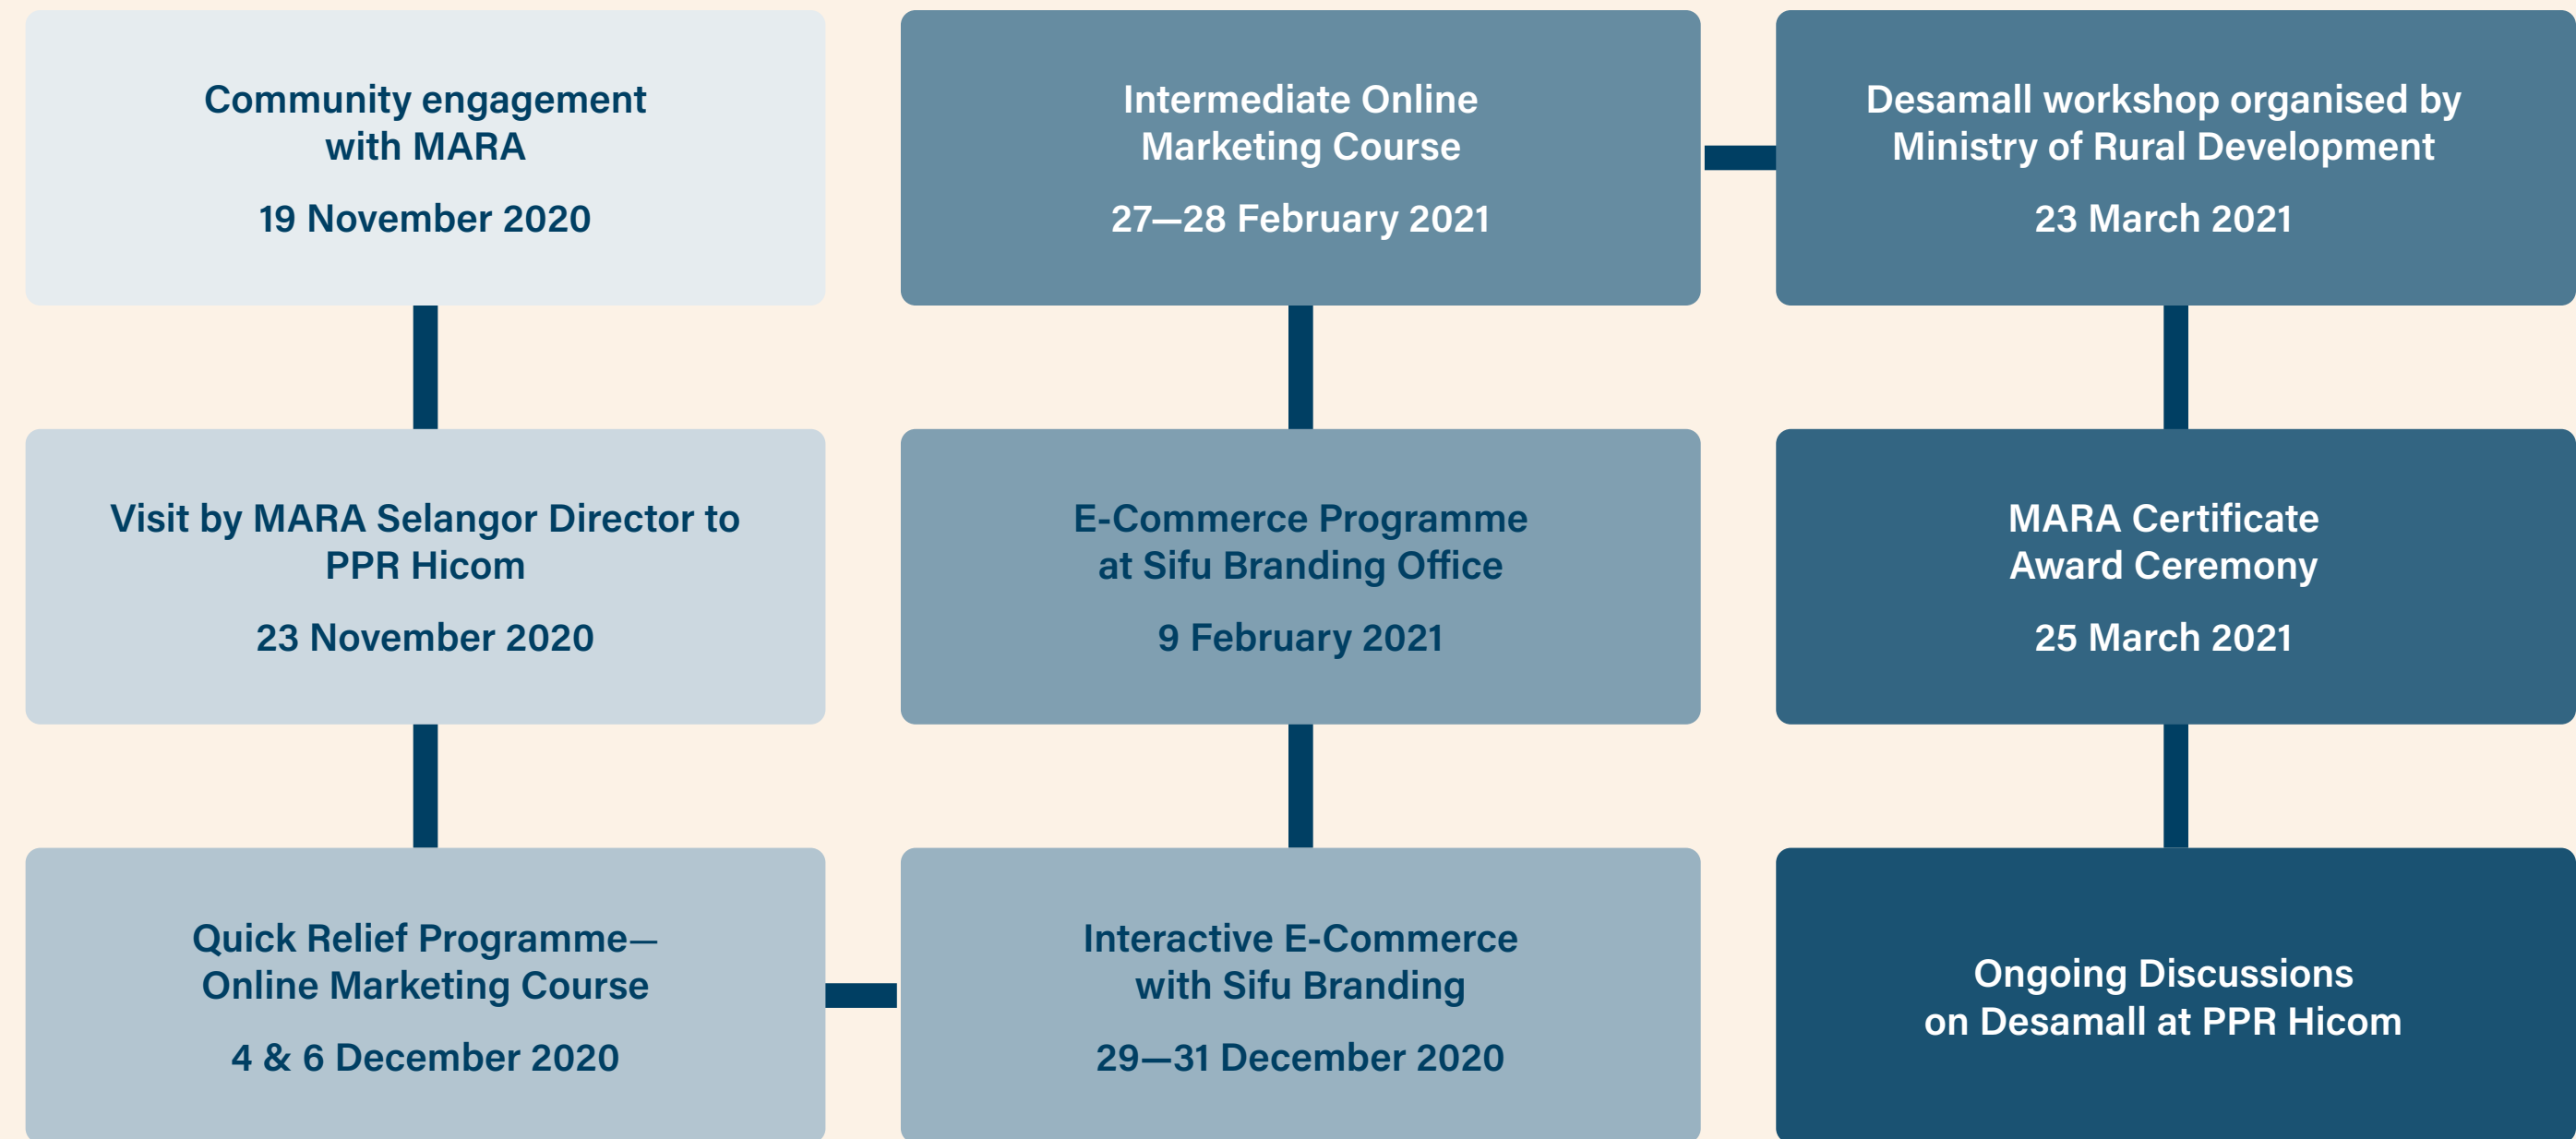 Community engagement
with MARA
19 November 2020
Visit by MARA Selangor Director to
PPR Hicom
23 November 2020
Quick Relief Programme—
Online Marketing Course
4 & 6 December 2020
Interactive E-Commerce
with Sifu Branding
29—31 December 2020
E-Commerce Programme
at Sifu Branding Office
9 February 2021
Intermediate Online
Marketing Course
27—28 February 2021
Desamall workshop organised by
Ministry of Rural Development
23 March 2021
MARA Certificate
Award Ceremony
25 March 2021
Ongoing Discussions
on Desamall at PPR Hicom